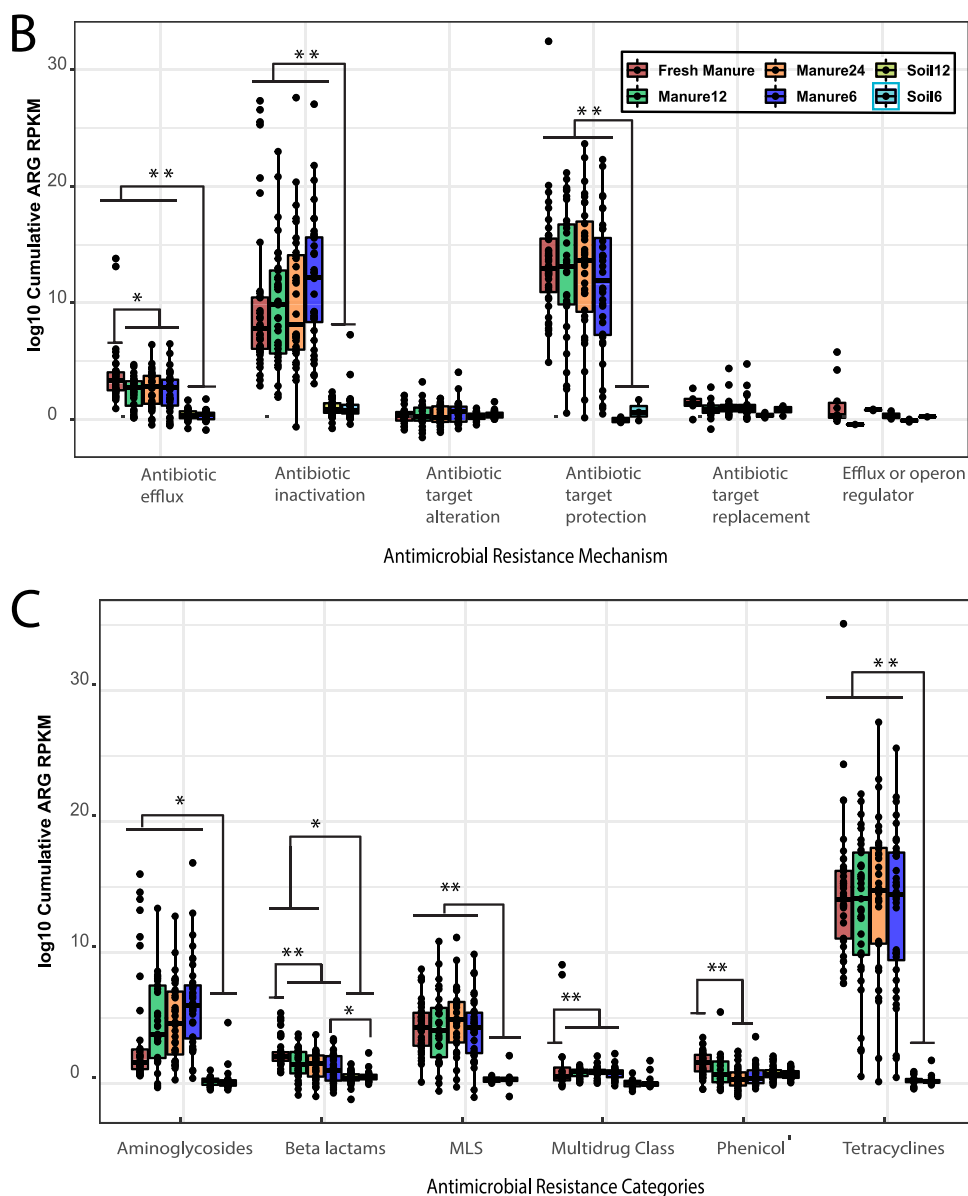 B
log10 Cumulative ARG RPKM
30
20
10
0
**
*
**
**
Fresh Manure Manure24 Soil12
Manure12 Manure6 Soil6
Antibiotic efflux
Antibiotic inactivation
Antibiotic target alteration
Antibiotic target protection
Antibiotic target replacement
Efflux or operon regulator
Antimicrobial Resistance Mechanism
C
log10 Cumulative ARG RPKM
30
20
10
0
*
**
*
*
**
**
**
**
Aminoglycosides Beta lactams MLS Multidrug Class Phenicol Tetracyclines
Antimicrobial Resistance Categories